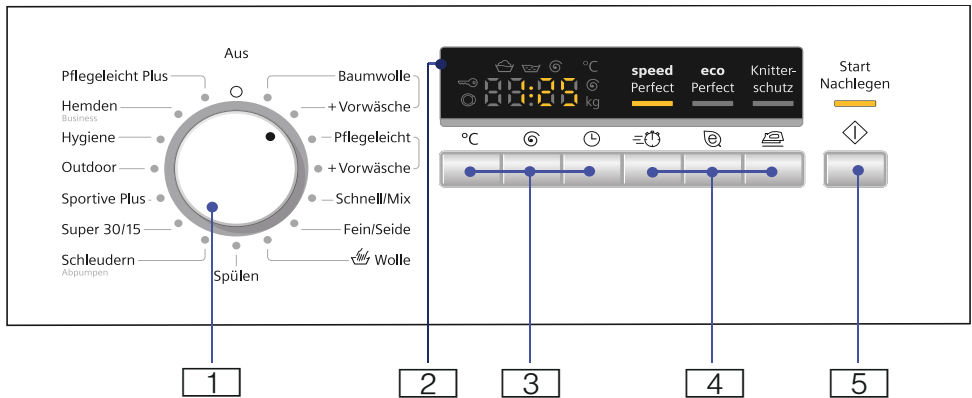 Aus
Pflegeleicht Plus
Hemden
Business
Hygiene
Outdoor
Sportive Plus
Super 30/15
Schleudern
Abpumpen
Spülen
Baumwolle
+Vorwäsche
Pflegeleicht
+Vorwäsche
Schnell/Mix
Fein/Seide
Wolle
°C
1:25
kg
speed
Perfect
eco
Perfect
Knitter-
schutz
°C
Start
Nachlegen
1
2
3
4
5